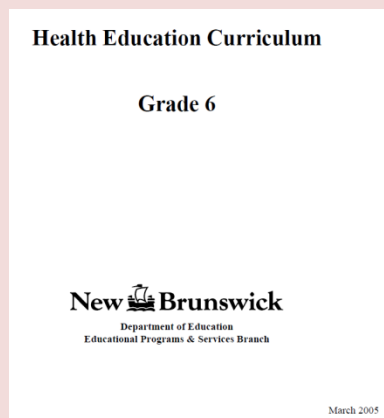 Health Education Curriculum
Grade 6
New Brunswick
Department of Education
Educational Programs & Services Branch
March 2005